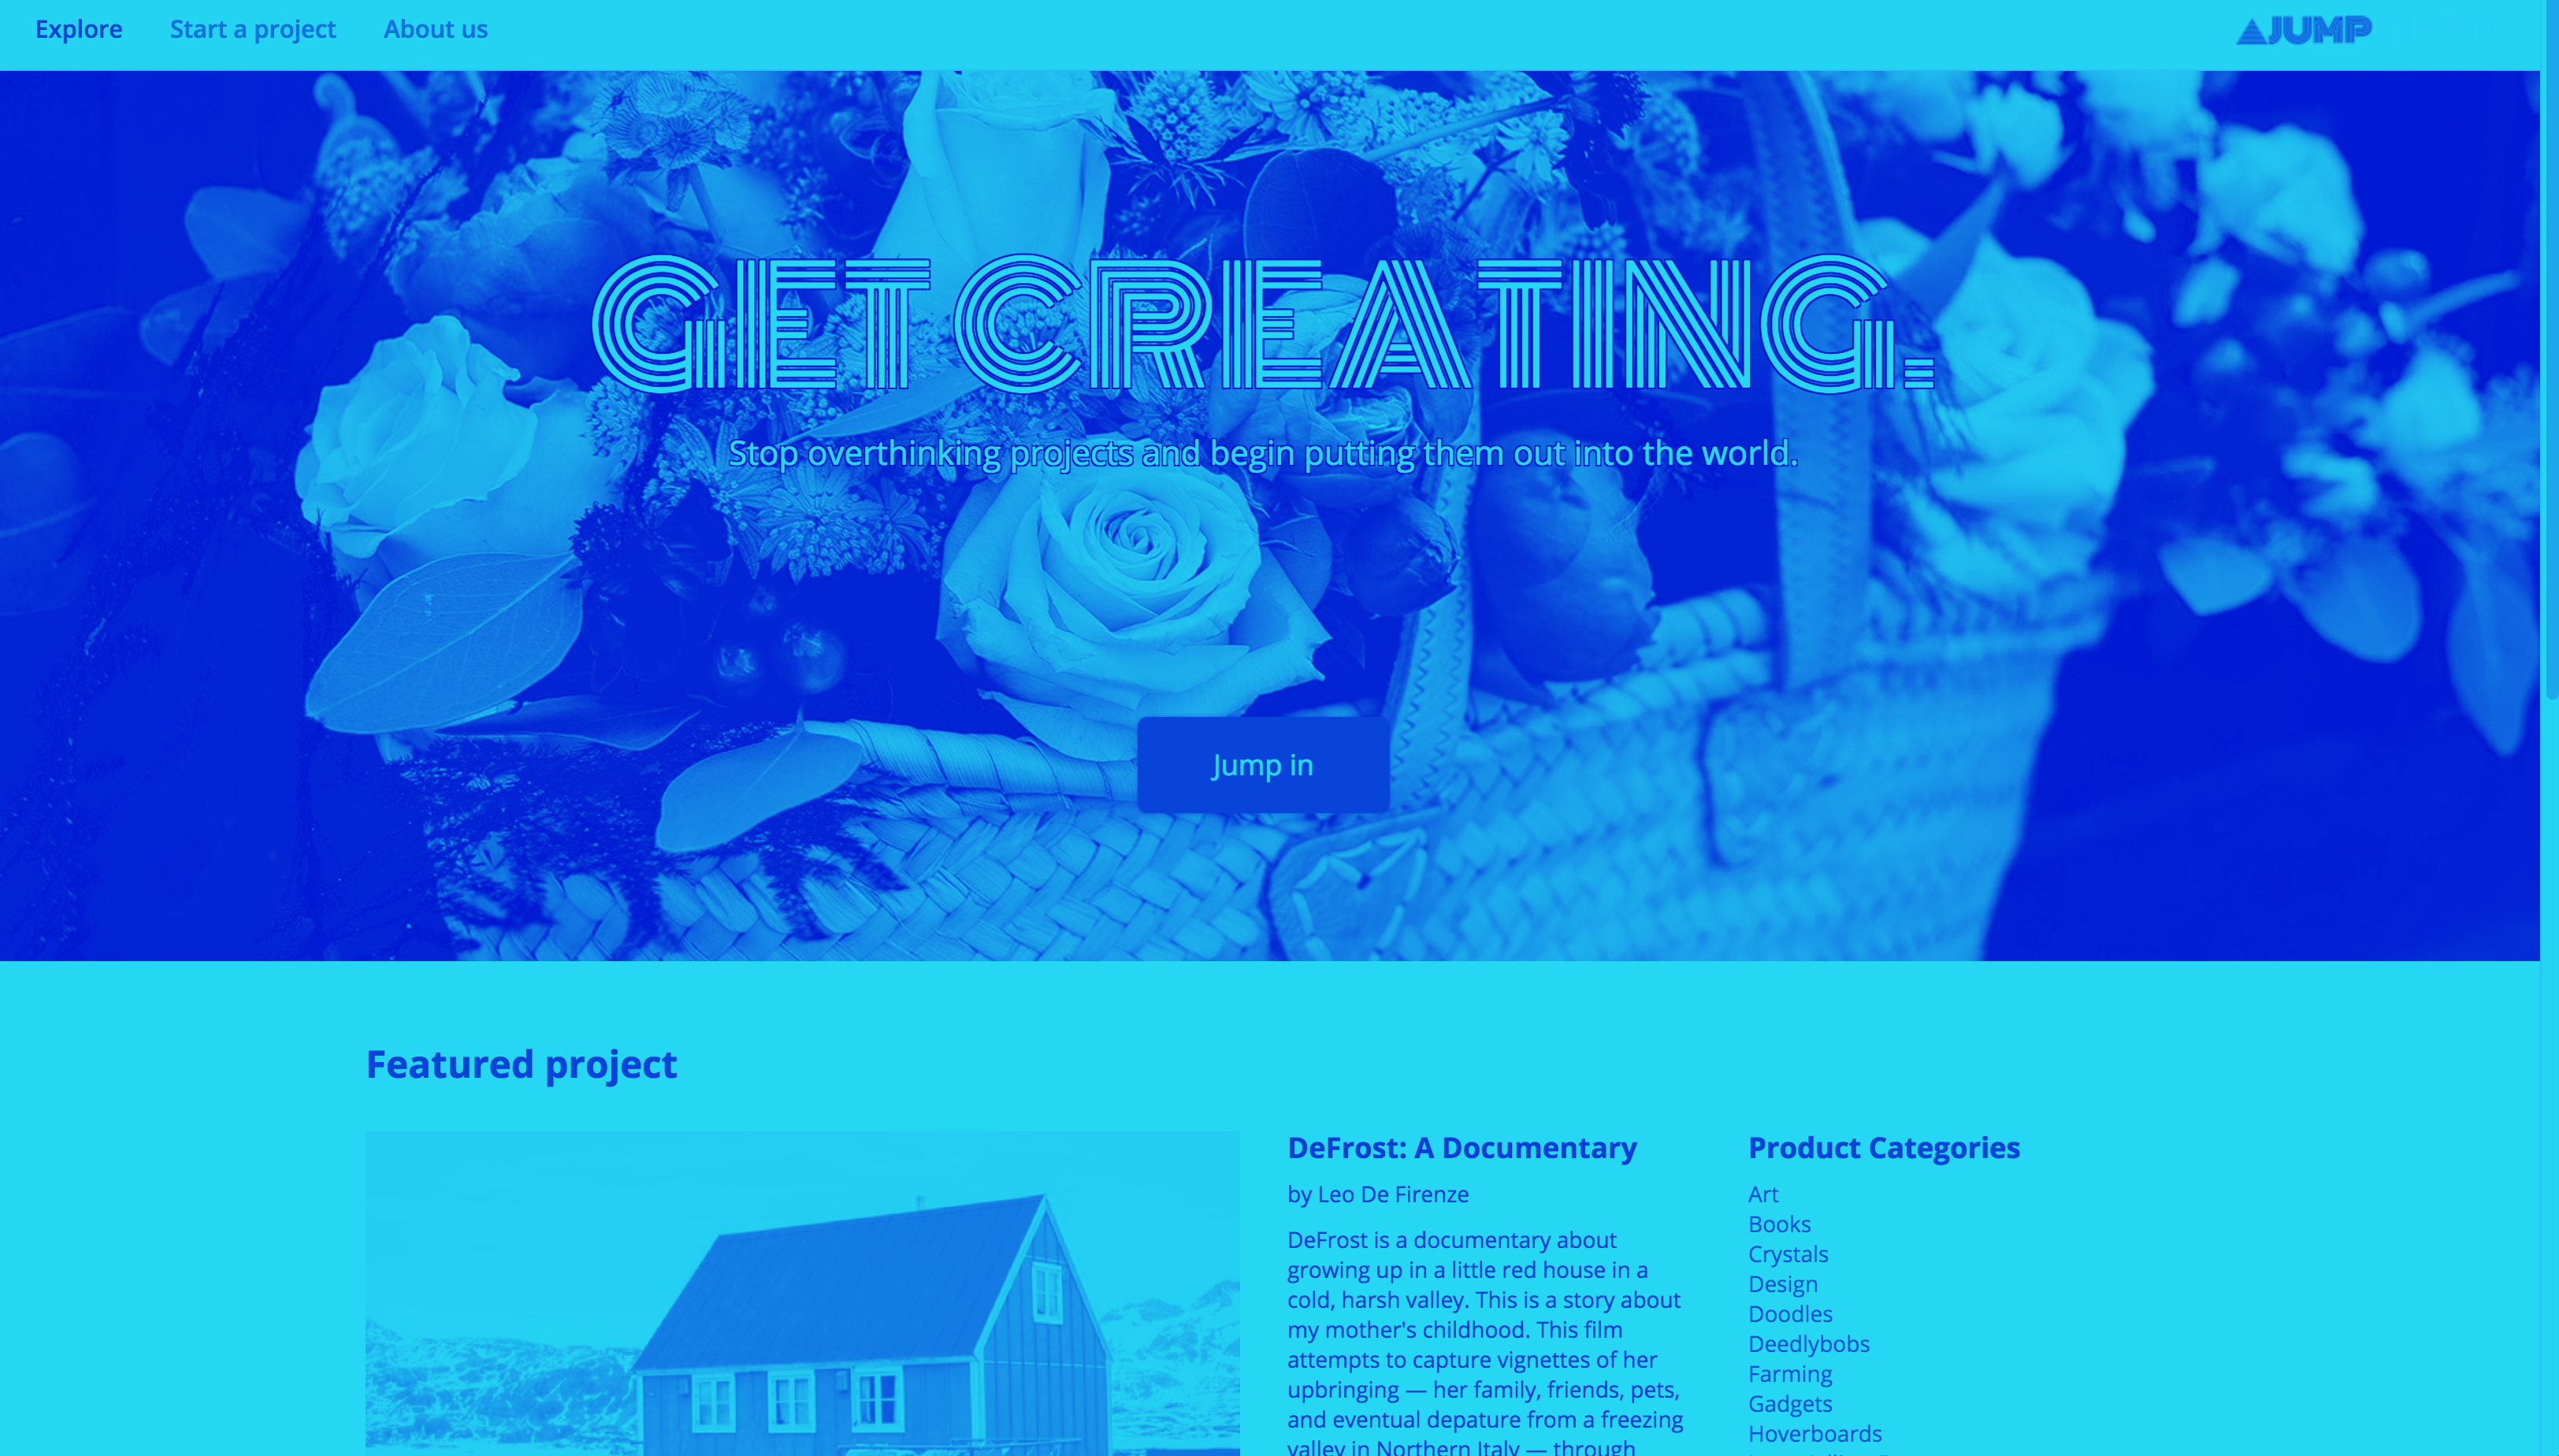 Explore Start a project About us JUMP
GET CREATING.
Stop overthinking projects and begin putting them out into the world.
Jump in
Featured project
DeFrost: A Documentary
by Leo De Firenze
DeFrost is a documentary about
growing up in a little red house in a
cold, harsh valley. This is a story about
my mother's childhood. This film
attempts to capture vignettes of her
upbringing — her family, friends, pets,
and eventual depature from a freezing
valley in Northern Italy — through
Product Categories
Art
Books
Crystals
Design
Doodles
Deedlybobs
Farming
Gadgets
Hoverboards